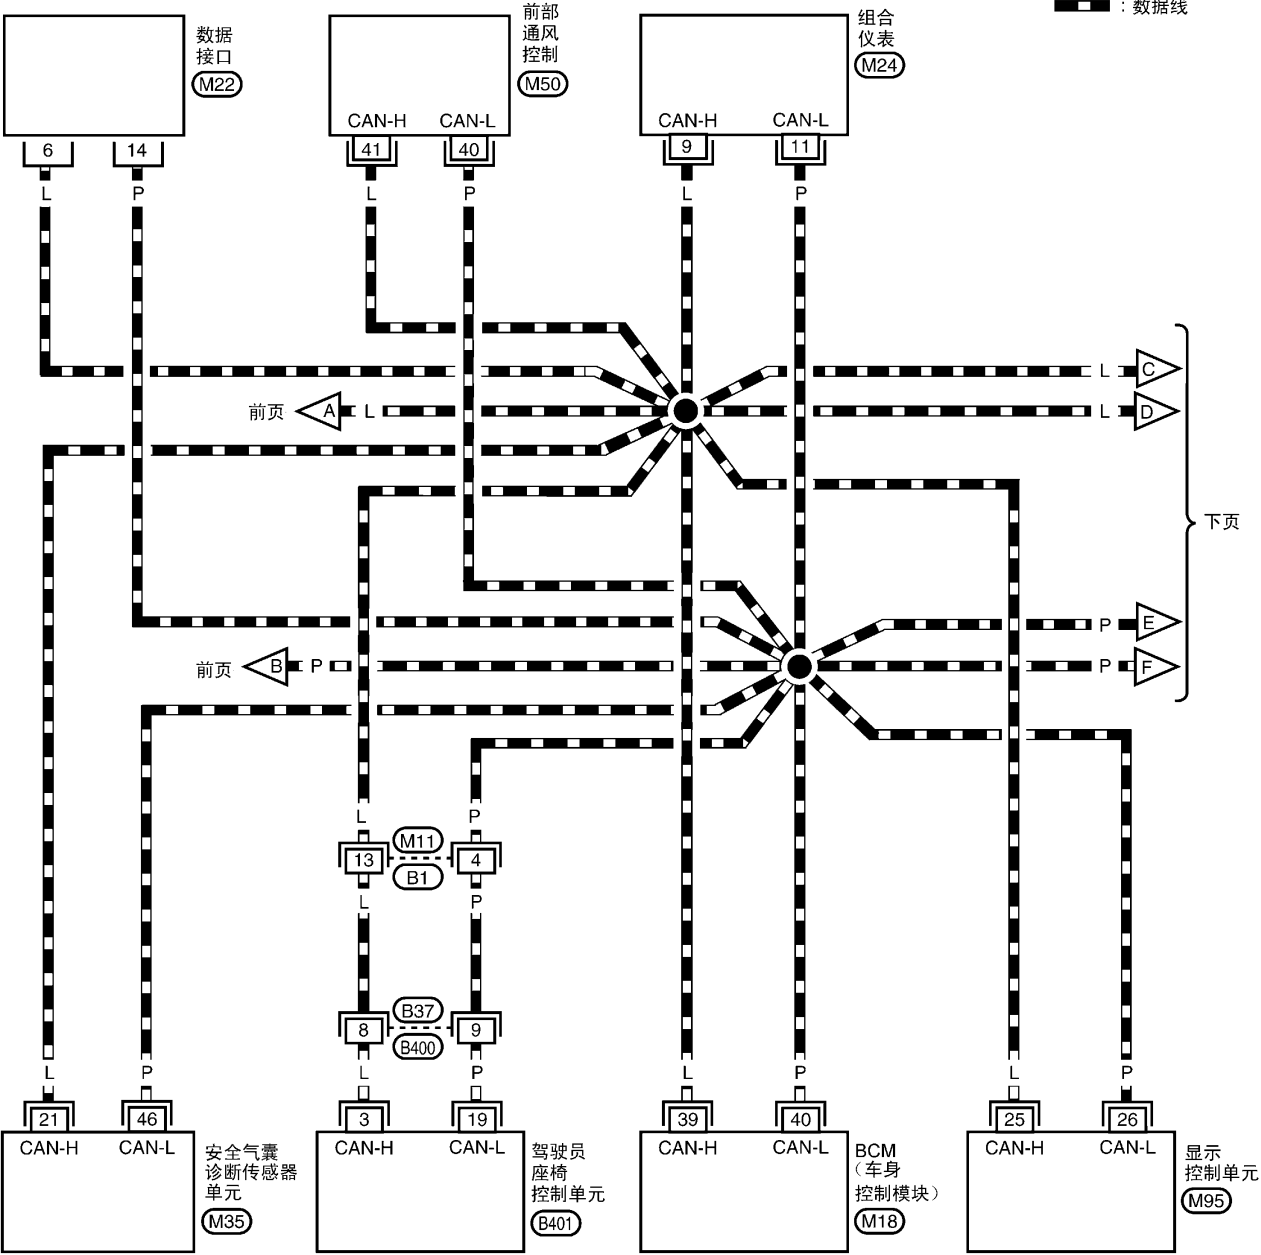 ：数据线
数据
接口
M22
前部
通风
控制
M50
组合
仪表
M24
CAN-H
CAN-L
CAN-H
CAN-L
6
14
41
40
9
11
L
P
L
P
L
P
L
C
前页
A
L
L
D
下页
P
E
前页
B
P
P
F
L
P
M11
13
4
B1
L
P
B37
8
9
B400
L
P
L
P
L
P
L
P
21
46
3
19
39
40
25
26
CAN-H
CAN-L
CAN-H
CAN-L
CAN-H
CAN-L
CAN-H
CAN-L
安全气囊
诊断传感器
单元
M35
驾驶员
座椅
控制单元
B401
BCM
（车身
控制模块）
M18
显示
控制单元
M95